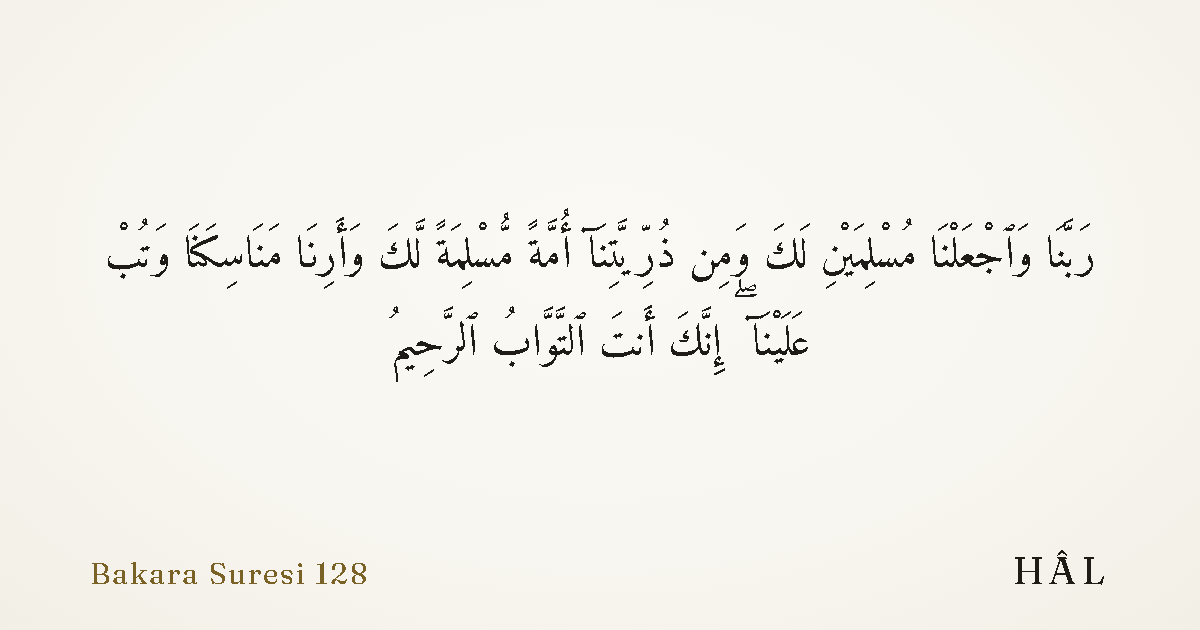 رَبَّنَا وَٱجْعَلْنَا مُسْلِمَيْنِ لَكَ وَمِن ذُرِّيَّتِنَآ أُمَّةً مُّسْلِمَةً لَّكَ وَأَرِنَا مَنَاسِكَنَا وَتُبْ
عَلَيْنَآ ۖ إِنَّكَ أَنتَ ٱلتَّوَّابُ ٱلرَّحِيمُ
Bakara Suresi 128
HÂL